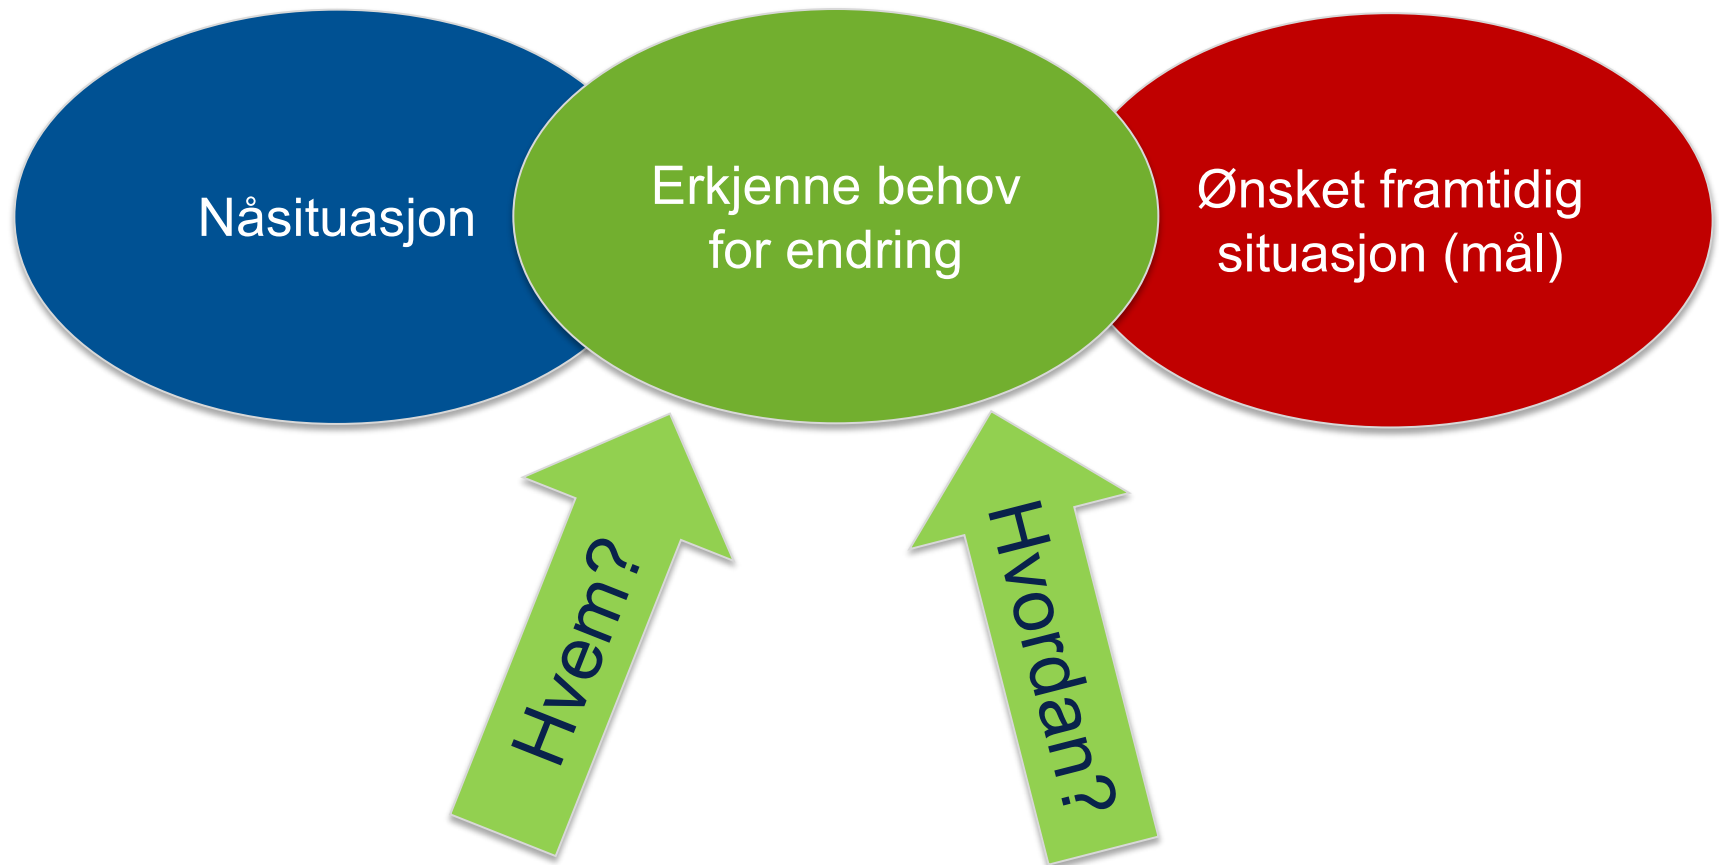 Nåsituasjon
Erkjenne behov
for endring
Ønsket framtidig
situasjon (mål)
Hvem?
Hvordan?